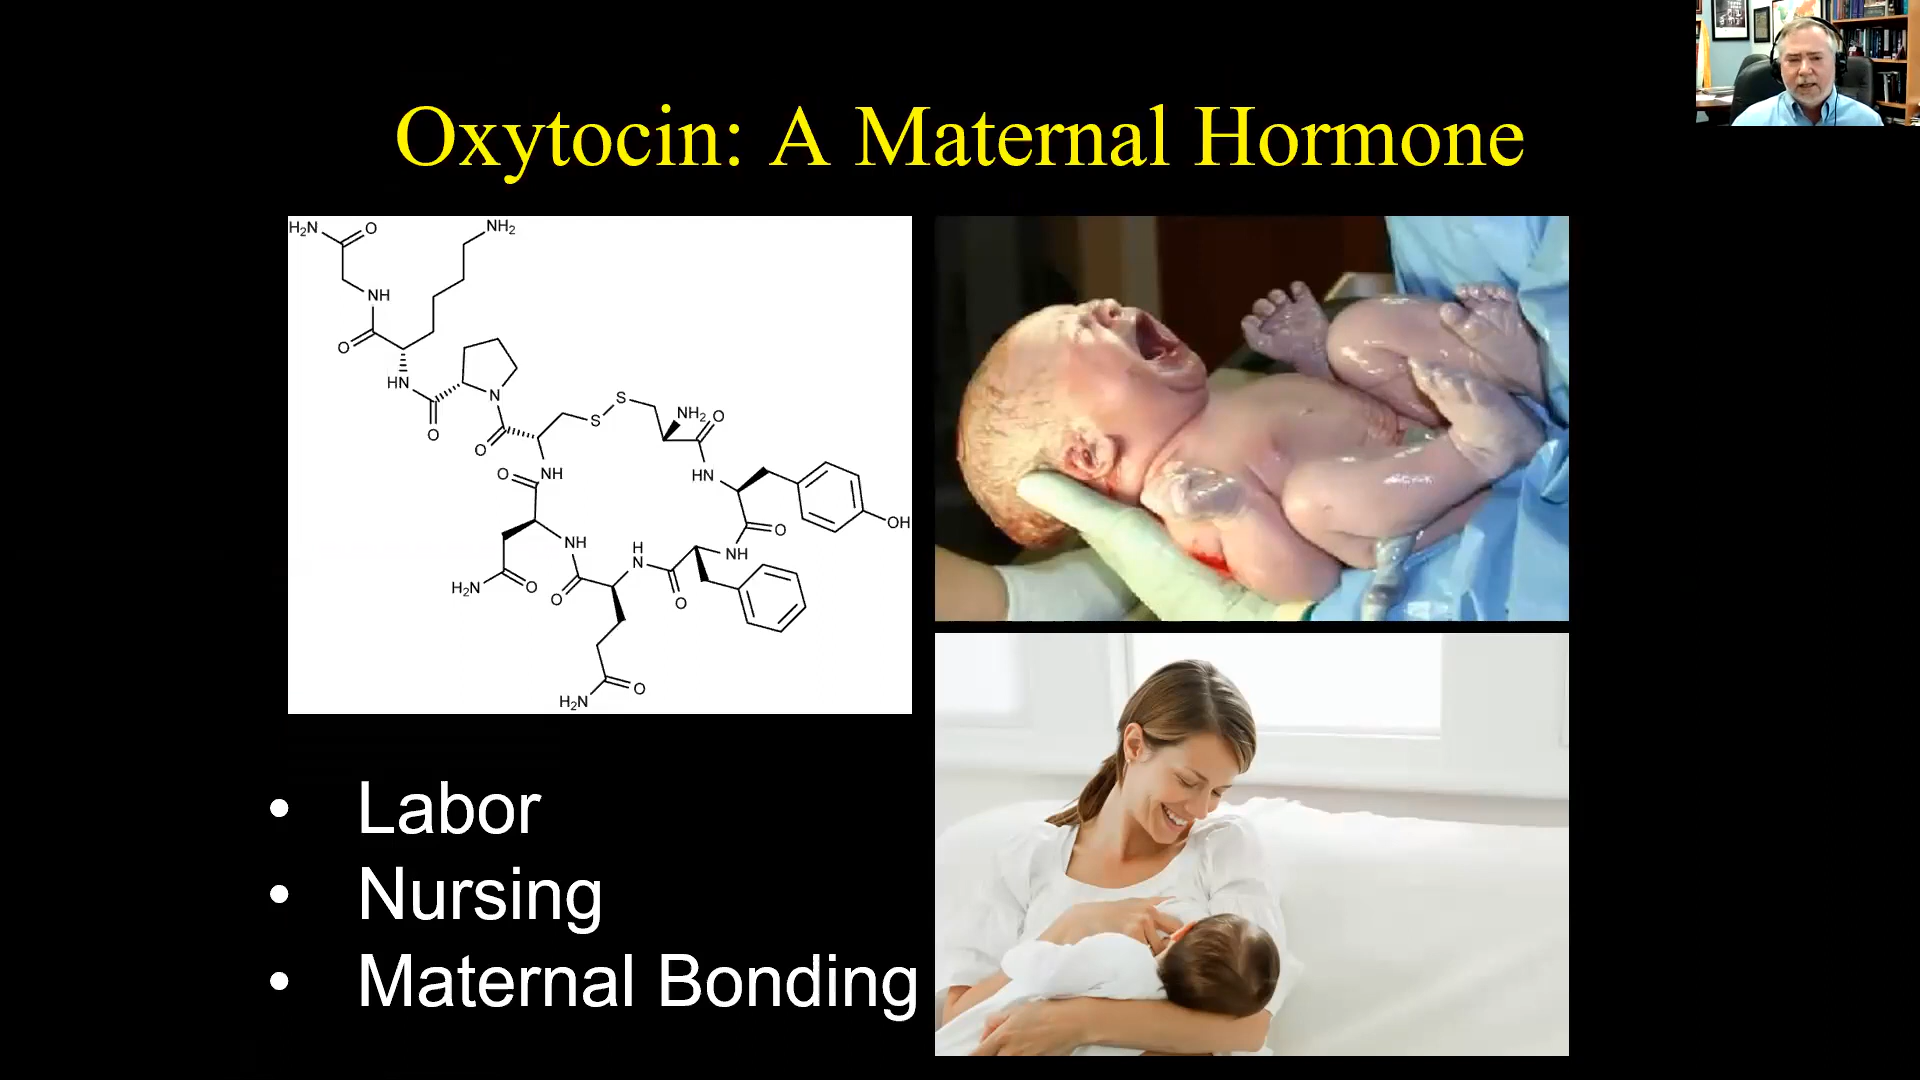 Oxytocin: A Maternal Hormone
H₂N
O
NH₂
NH
O
HN
O
N
O
S
S
NH₂
O
O
NH
HN
OH
O
NH
H
N
NH
H₂N
O
O
O
H₂N
O
• Labor
• Nursing
• Maternal Bonding